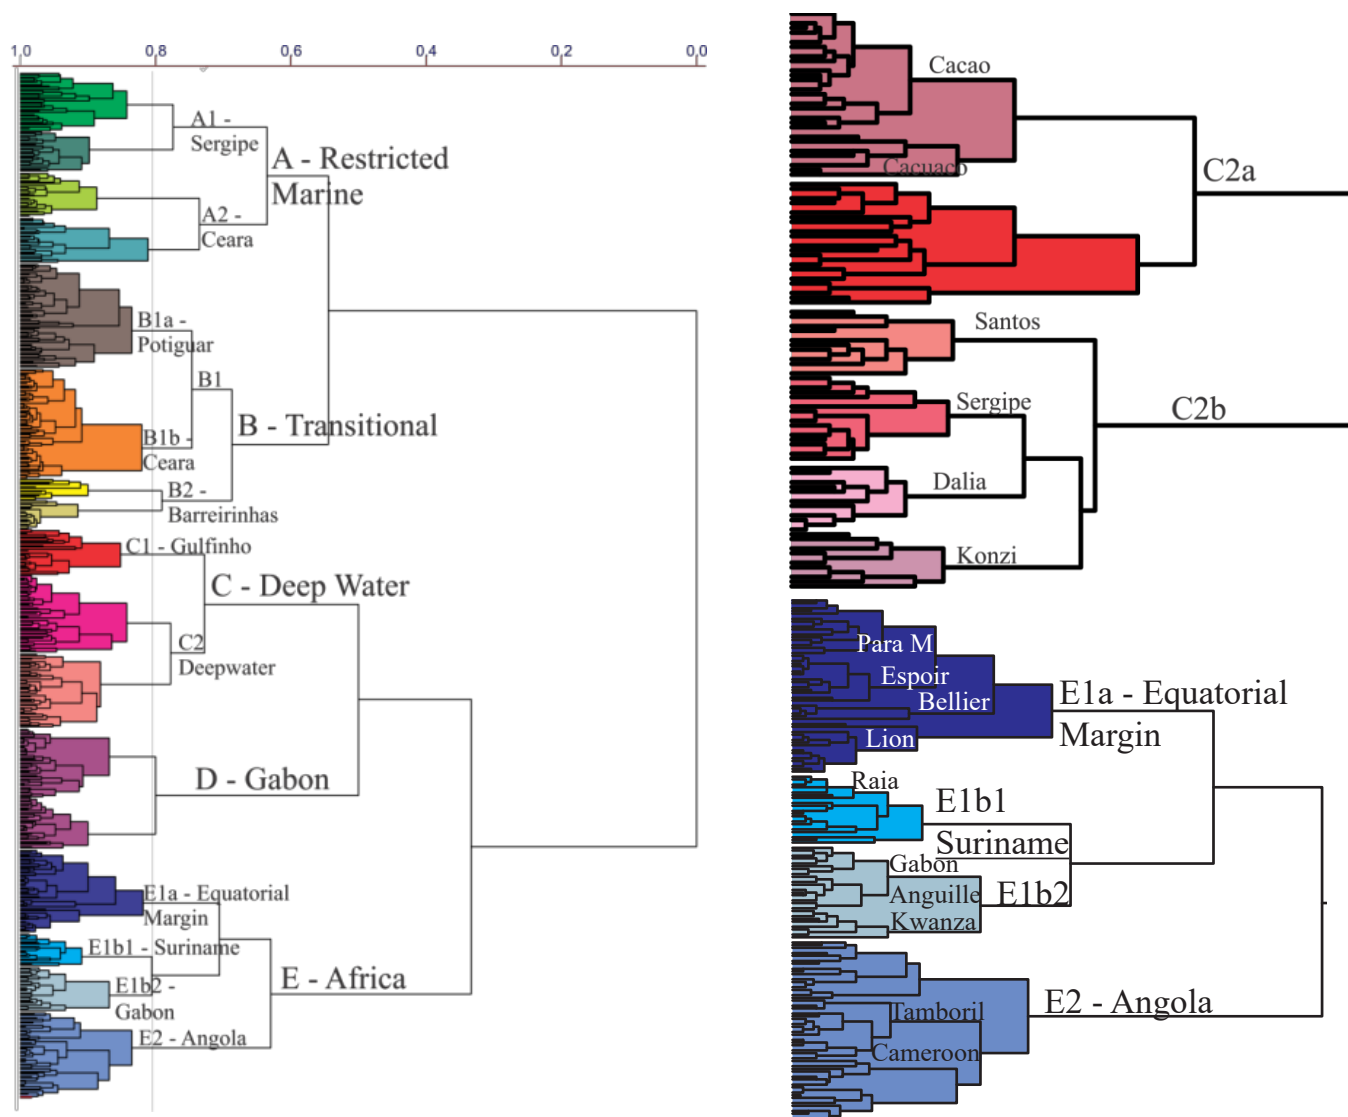 1,0 0,8 0,6 0,4 0,2 0,0
A1 -
Sergipe
A - Restricted
Marine
A2 -
Ceara
B1a -
Potiguar
B1
B - Transitional
B1b -
Ceara
B2 -
Barreirinhas
C1 - Gulfinho
C - Deep Water
C2
Deepwater
D - Gabon
E1a - Equatorial
Margin
E1b1 - Suriname
E - Africa
E1b2 -
Gabon
E2 - Angola
Cacao
Cacuaco
C2a
Santos
Sergipe
C2b
Dalia
Konzi
Para M
Espoir
Bellier
Lion
E1a - Equatorial
Margin
Raia
E1b1
Suriname
Gabon
Anguille
Kwanza
E1b2
Tamboril
Cameroon
E2 - Angola